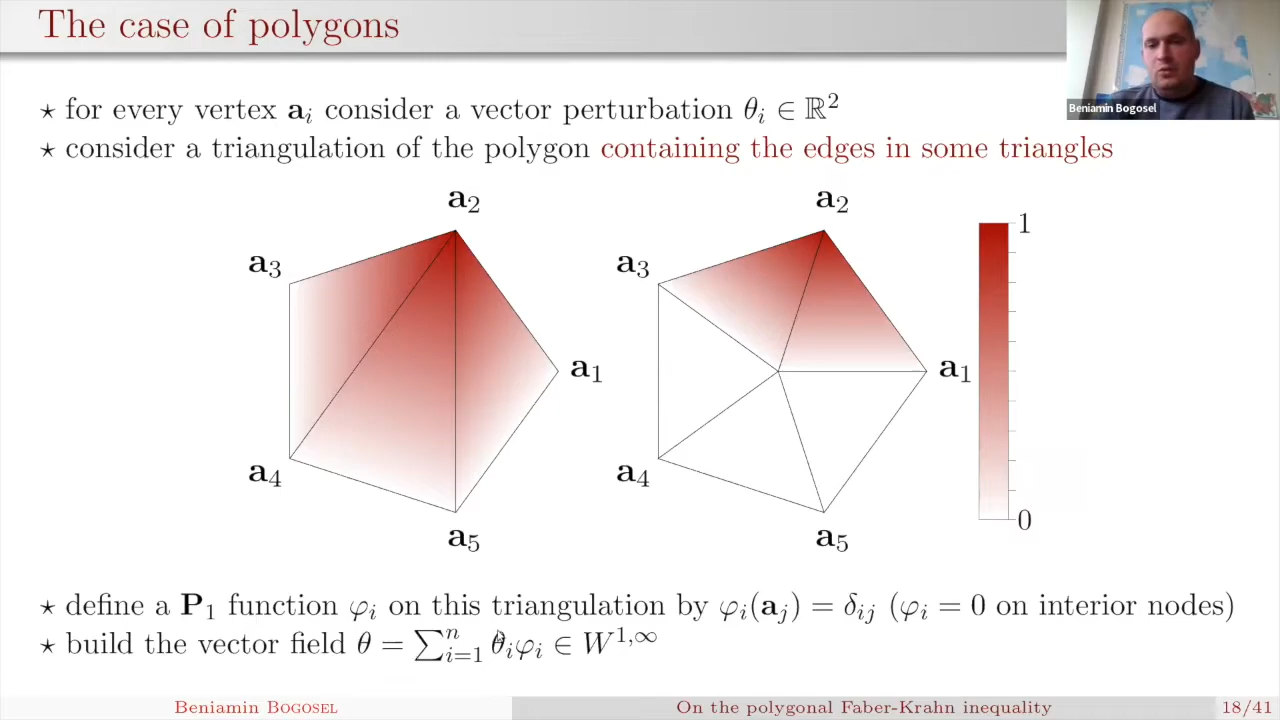 The case of polygons
Beniamin Bogosel
⋆ for every vertex a_i consider a vector perturbation θ_i ∈ ℝ²
⋆ consider a triangulation of the polygon containing the edges in some triangles
a₂
a₃
a₁
a₄
a₅
a₂
a₃
a₁
a₄
a₅
1
0
⋆ define a P₁ function φ_i on this triangulation by φ_i(a_j) = δ_ij (φ_i = 0 on interior nodes)
⋆ build the vector field θ = ∑_{i=1}^n θ_iφ_i ∈ W^{1,∞}
Beniamin Bogosel
On the polygonal Faber-Krahn inequality
18/41